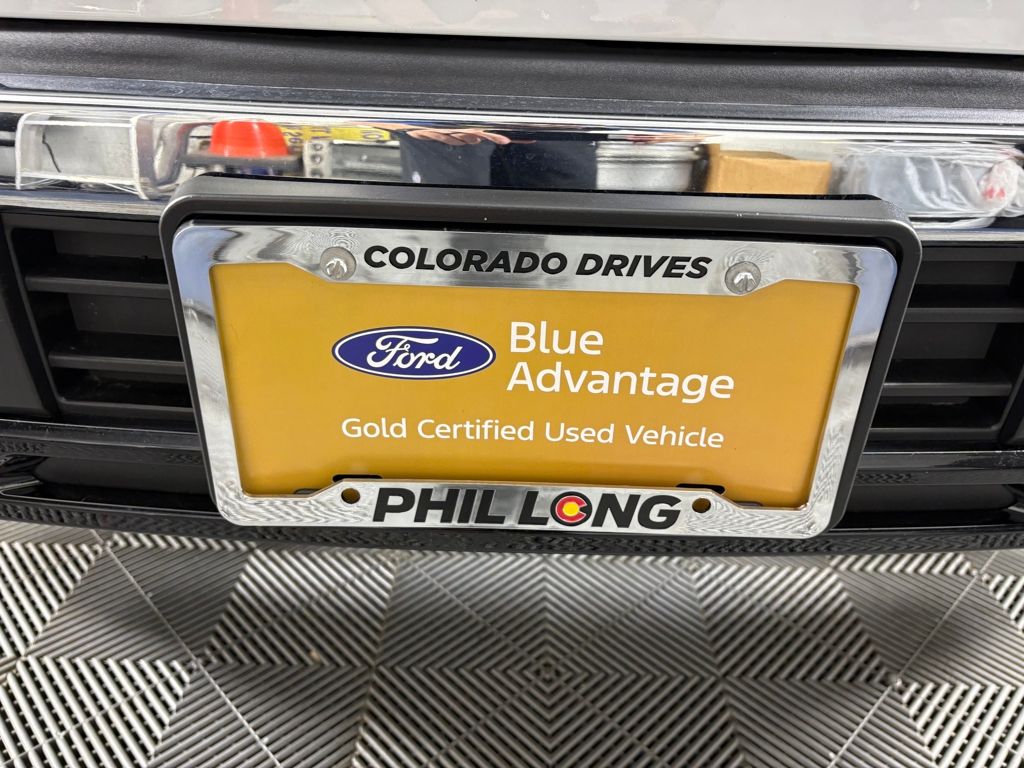 COLORADO DRIVES
Ford
Blue
Advantage
Gold Certified Used Vehicle
PHIL LONG